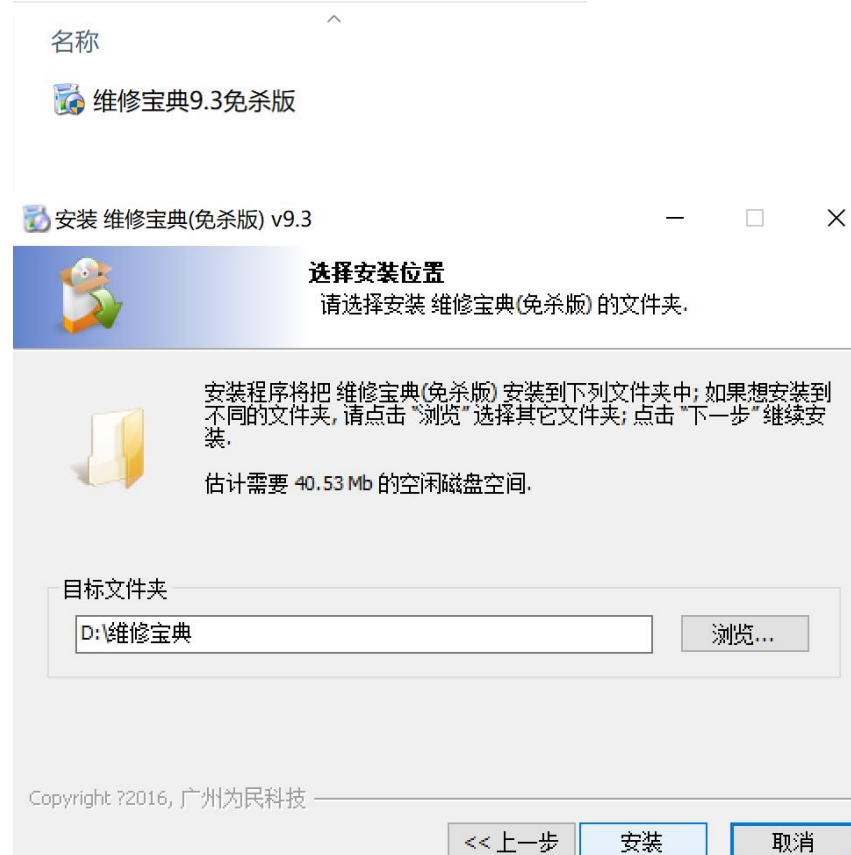 名称
维修宝典9.3免杀版
安装 维修宝典(免杀版) v9.3
选择安装位置
请选择安装 维修宝典(免杀版) 的文件夹.
安装程序将把 维修宝典(免杀版) 安装到下列文件夹中; 如果想安装到
不同的文件夹, 请点击 “浏览” 选择其它文件夹; 点击 “下一步” 继续安
装.
估计需要 40.53 Mb 的空闲磁盘空间.
目标文件夹
D:\维修宝典
浏览...
Copyright ?2016, 广州为民科技
<< 上一步
安装
取消